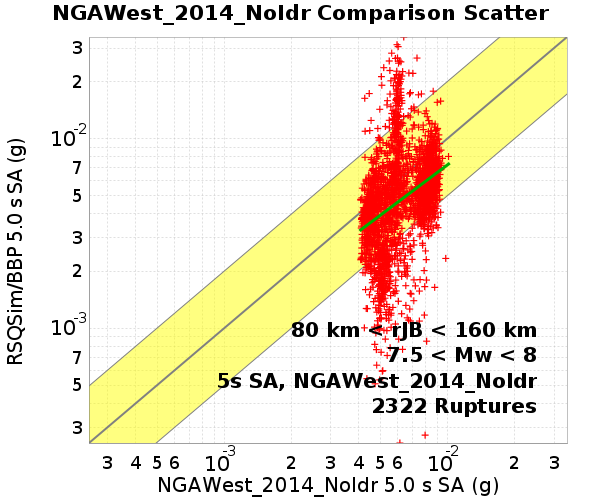 NGAWest_2014_NoIdr Comparison Scatter
RSQSim/BBP 5.0 s SA (g)
3
2
10-2
7
5
3
2
10-3
7
5
3
80 km < rJB < 160 km
7.5 < Mw < 8
5s SA, NGAWest_2014_NoIdr
2322 Ruptures
3 4 5 6 10-3 2 3 4 5 6 10-2 2 3
NGAWest_2014_NoIdr 5.0 s SA (g)